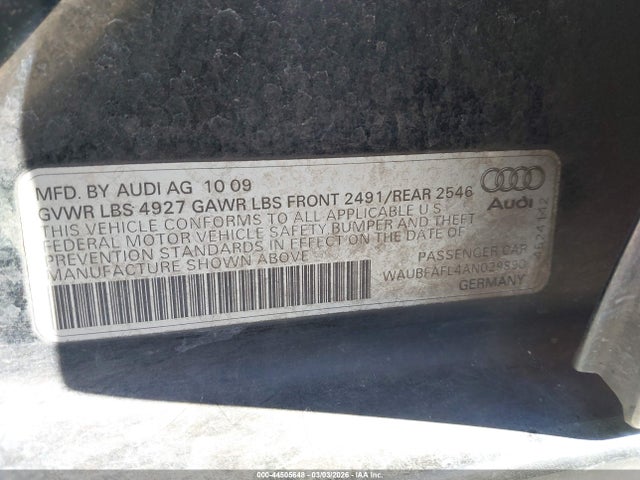 MFD. BY AUDI AG 10 09
GVWR LBS 4927 GAWR LBS FRONT 2491/REAR 2546
THIS VEHICLE CONFORMS TO ALL APPLICABLE U S
FEDERAL MOTOR VEHICLE SAFETY BUMPER AND THEFT
PREVENTION STANDARDS IN EFFECT ON THE DATE OF
MANUFACTURE SHOWN ABOVE
PASSENGER CAR
WAUBFAFL4AN029890
GERMANY
Audi
000-44505648 - 03/03/2026 - IAA Inc.